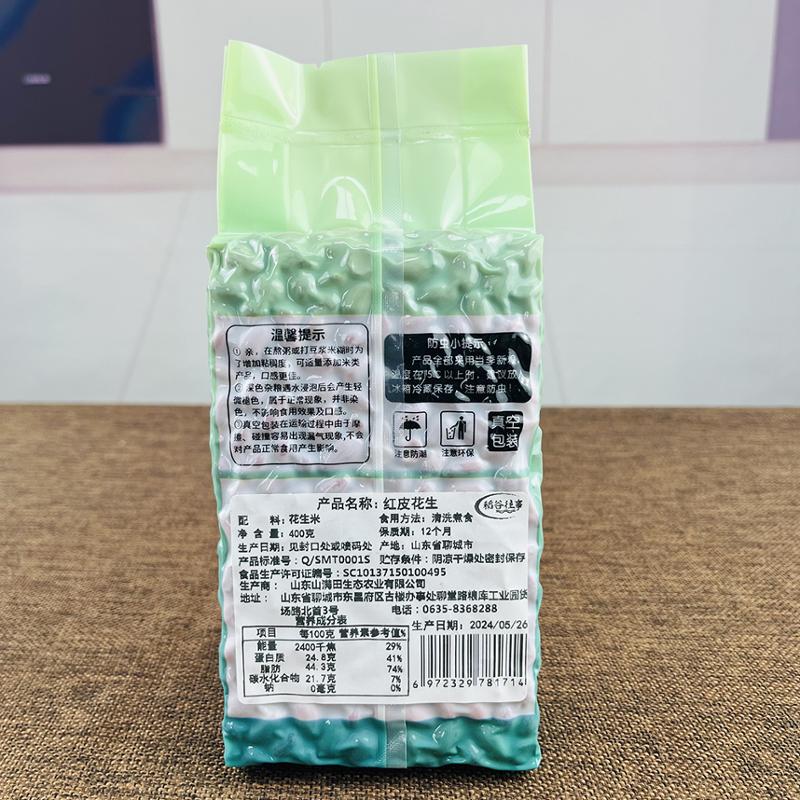 温馨提示
① 亲，在熬粥或打豆浆米糊时为
了增加粘稠度，可适量添加米类
产品，口感更佳。
②深色杂粮遇水浸泡后会产生轻
微褪色，属于正常现象，并非染
色，不影响食用效果及口感。
③真空包装在运输过程中由于摩
擦、碰撞容易出现漏气现象，不会
对产品正常食用产生影响。
防虫小提示
产品全部采用当季新粮
温度在15℃以上时，建议放入
冰箱冷藏保存，注意防虫！
注意防潮
注意环保
真空
包装
产品名称：红皮花生
稻谷往事
配 料：花生米
食用方法：清洗煮食
净 含 量：400克
保质期：12个月
生产日期：见封口处或喷码处
产地：山东省聊城市
产品标准号：Q/SMT0001S
贮存条件：阴凉干燥处密封保存
食品生产许可证编号：SC10137150100495
生产商： 山东山满田生态农业有限公司
地址： 山东省聊城市东昌府区古楼办事处聊堂路粮库工业园货
场路北首3号
电话：0635-8368288
营养成分表
生产日期：2024/05/26
项目 每100克 营养素参考值%
能量 2400千焦 29%
蛋白质 24.8克 41%
脂肪 44.3克 74%
碳水化合物 21.7克 7%
钠 0毫克 0%
6 972329 781714